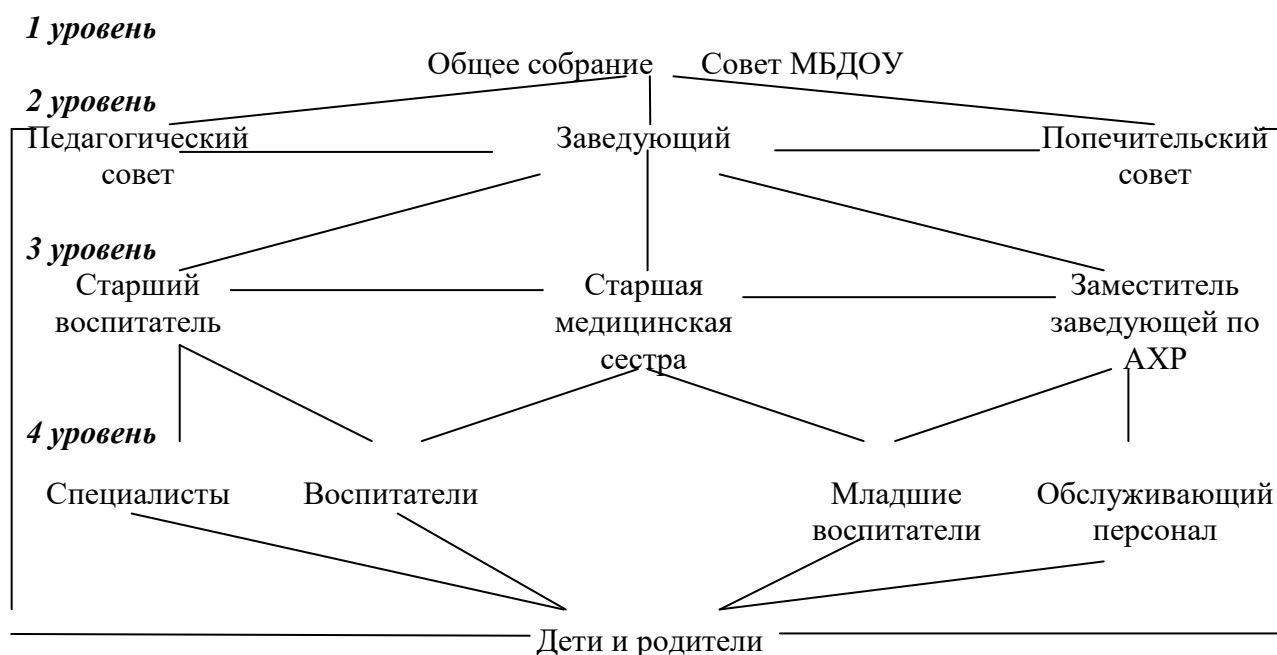 1 уровень
Общее собрание Совет МБДОУ
2 уровень
Педагогический Заведующий Попечительский
совет совет
3 уровень
Старший Старшая Заместитель
воспитатель медицинская заведующей по
сестра АХР
4 уровень
Специалисты Воспитатели Младшие Обслуживающий
воспитатели персонал
Дети и родители